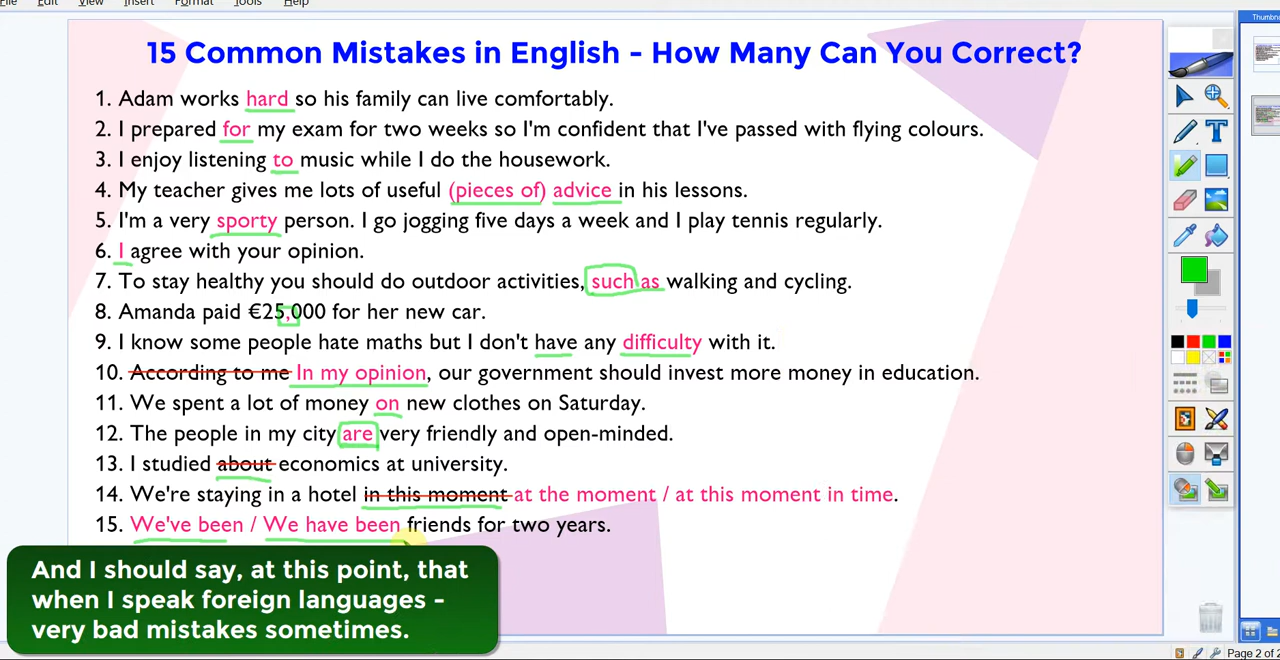 File Edit View Insert Format Tools Help
Thumbn
15 Common Mistakes in English - How Many Can You Correct?
1. Adam works hard so his family can live comfortably.
2. I prepared for my exam for two weeks so I'm confident that I've passed with flying colours.
3. I enjoy listening to music while I do the housework.
4. My teacher gives me lots of useful (pieces of) advice in his lessons.
5. I'm a very sporty person. I go jogging five days a week and I play tennis regularly.
6. I agree with your opinion.
7. To stay healthy you should do outdoor activities, such as walking and cycling.
8. Amanda paid €25,000 for her new car.
9. I know some people hate maths but I don't have any difficulty with it.
10. According to me In my opinion, our government should invest more money in education.
11. We spent a lot of money on new clothes on Saturday.
12. The people in my city are very friendly and open-minded.
13. I studied about economics at university.
14. We're staying in a hotel in this moment at the moment / at this moment in time.
15. We've been / We have been friends for two years.
And I should say, at this point, that
when I speak foreign languages -
very bad mistakes sometimes.
Page 2 of 2